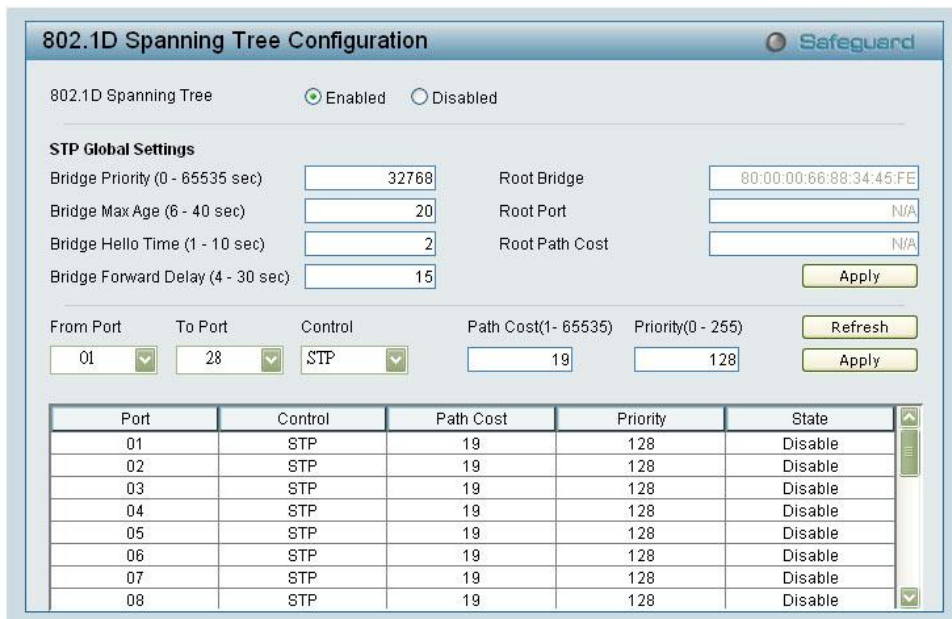 802.1D Spanning Tree Configuration Safeguard
802.1D Spanning Tree Enabled Disabled
STP Global Settings
Bridge Priority (0 - 65535 sec) 32768 Root Bridge 80:00:00:66:88:34:45:FE
Bridge Max Age (6 - 40 sec) 20 Root Port N/A
Bridge Hello Time (1 - 10 sec) 2 Root Path Cost N/A
Bridge Forward Delay (4 - 30 sec) 15 Apply
From Port To Port Control Path Cost(1- 65535) Priority(0 - 255) Refresh
01 28 STP 19 128 Apply
Port Control Path Cost Priority State
01 STP 19 128 Disable
02 STP 19 128 Disable
03 STP 19 128 Disable
04 STP 19 128 Disable
05 STP 19 128 Disable
06 STP 19 128 Disable
07 STP 19 128 Disable
08 STP 19 128 Disable